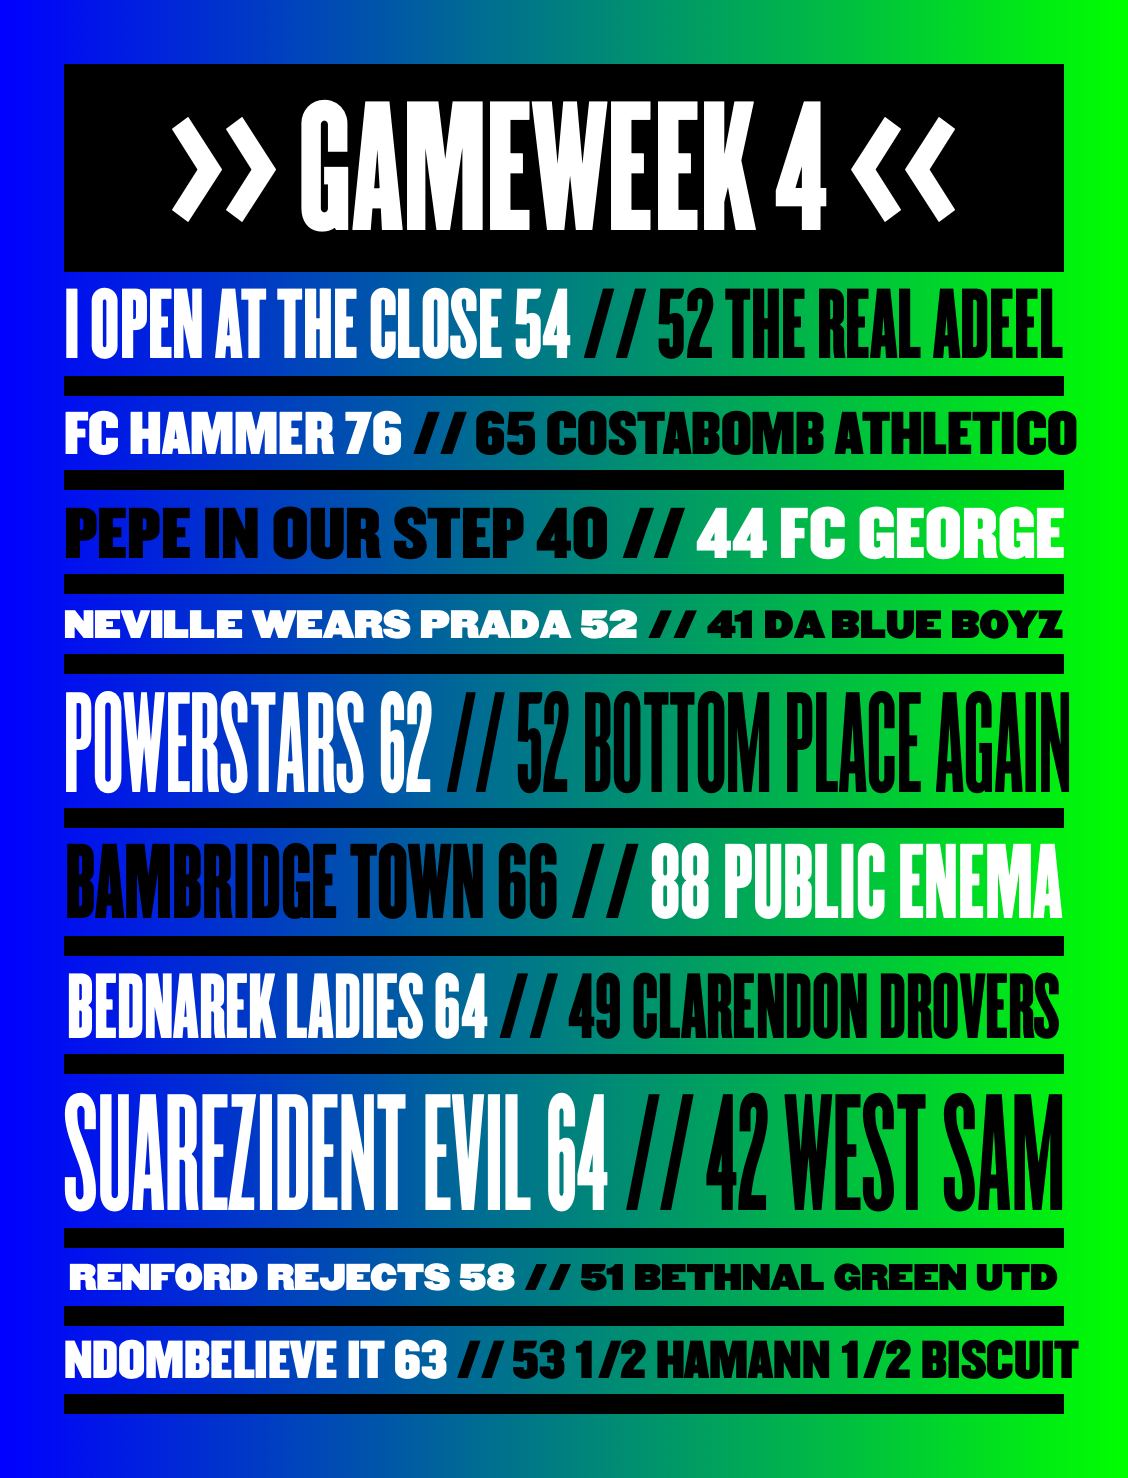 >> GAMEWEEK 4 <<
I OPEN AT THE CLOSE 54 // 52 THE REAL ADEEL
FC HAMMER 76 // 65 COSTABOMB ATHLETICO
PEPE IN OUR STEP 40 // 44 FC GEORGE
NEVILLE WEARS PRADA 52 // 41 DA BLUE BOYZ
POWERSTARS 62 // 52 BOTTOM PLACE AGAIN
BAMBRIDGE TOWN 66 // 88 PUBLIC ENEMA
BEDNAREK LADIES 64 // 49 CLARENDON DROVERS
SUAREZIDENT EVIL 64 // 42 WEST SAM
RENFORD REJECTS 58 // 51 BETHNAL GREEN UTD
NDOMBELIEVE IT 63 // 53 1/2 HAMANN 1/2 BISCUIT